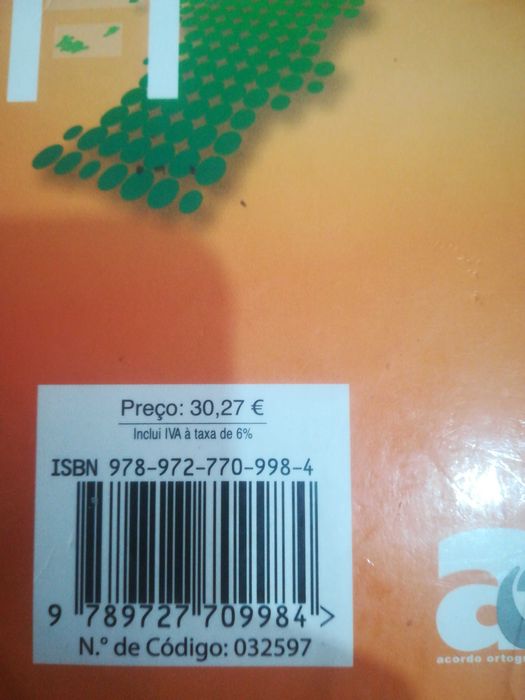 Preço: 30,27 €
Inclui IVA à taxa de 6%
ISBN 978-972-770-998-4
9 789727 709984 >
N.º de Código: 032597
a
acordo